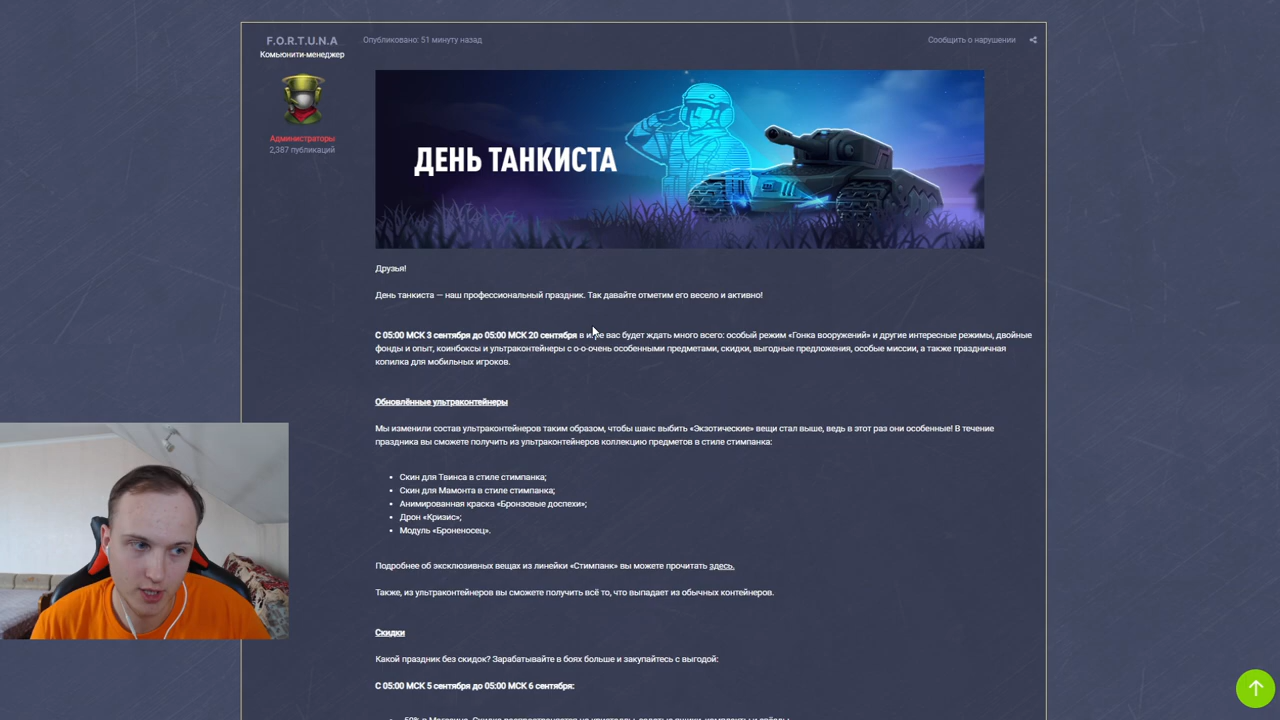 F.O.R.T.U.N.A
Комьюнити-менеджер
Опубликовано: 51 минуту назад
Сообщить о нарушении
Администраторы
2,387 публикаций
ДЕНЬ ТАНКИСТА
Друзья!
День танкиста — наш профессиональный праздник. Так давайте отметим его весело и активно!
С 05:00 МСК 3 сентября до 05:00 МСК 20 сентября в игре вас будет ждать много всего: особый режим «Гонка вооружений» и другие интересные режимы, двойные
фонды и опыт, коинбоксы и ультраконтейнеры с о-о-очень особенными предметами, скидки, выгодные предложения, особые миссии, а также праздничная
копилка для мобильных игроков.
Обновлённые ультраконтейнеры
Мы изменили состав ультраконтейнеров таким образом, чтобы шанс выбить «Экзотические» вещи стал выше, ведь в этот раз они особенные! В течение
праздника вы сможете получить из ультраконтейнеров коллекцию предметов в стиле стимпанка:
• Скин для Твинса в стиле стимпанка;
• Скин для Мамонта в стиле стимпанка;
• Анимированная краска «Бронзовые доспехи»;
• Дрон «Кризис»;
• Модуль «Броненосец».
Подробнее об эксклюзивных вещах из линейки «Стимпанк» вы можете прочитать здесь.
Также, из ультраконтейнеров вы сможете получить всё то, что выпадает из обычных контейнеров.
Скидки
Какой праздник без скидок? Зарабатывайте в боях больше и закупайтесь с выгодой:
С 05:00 МСК 5 сентября до 05:00 МСК 6 сентября: